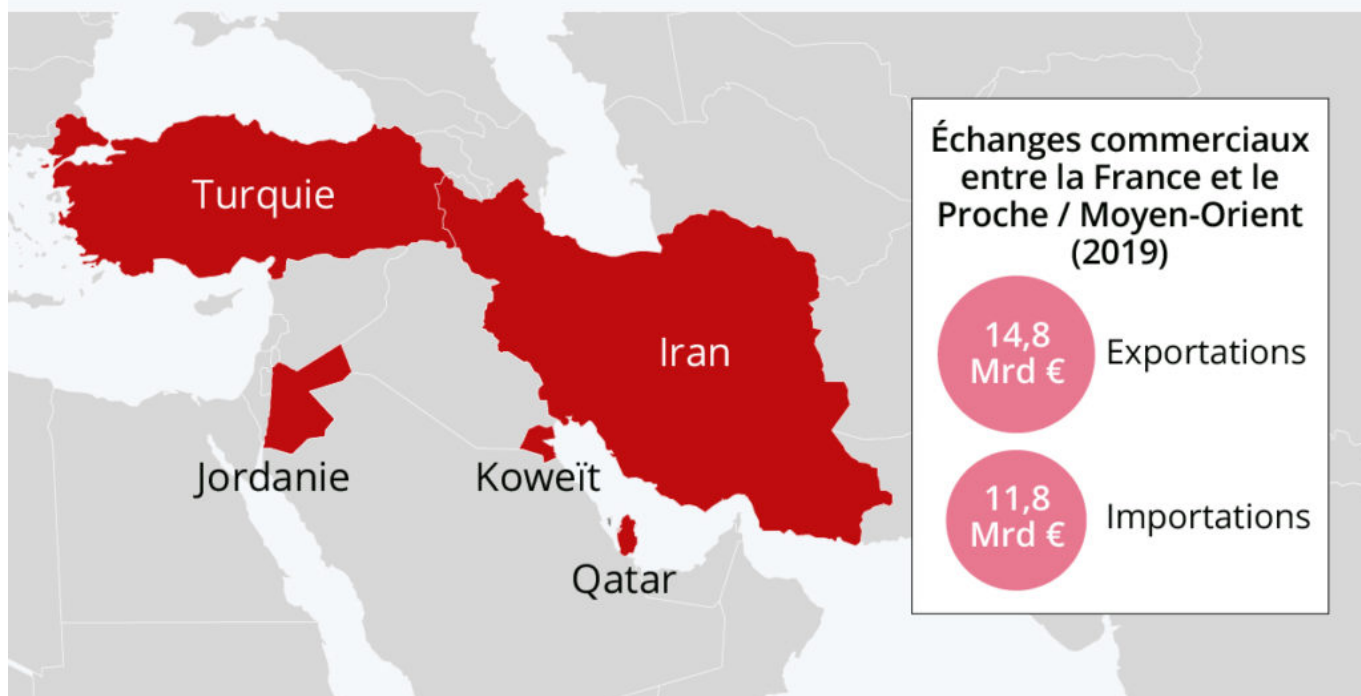 Turquie
Iran
Jordanie
Koweït
Qatar
Échanges commerciaux
entre la France et le
Proche / Moyen-Orient
(2019)
14,8
Mrd €
Exportations
11,8
Mrd €
Importations